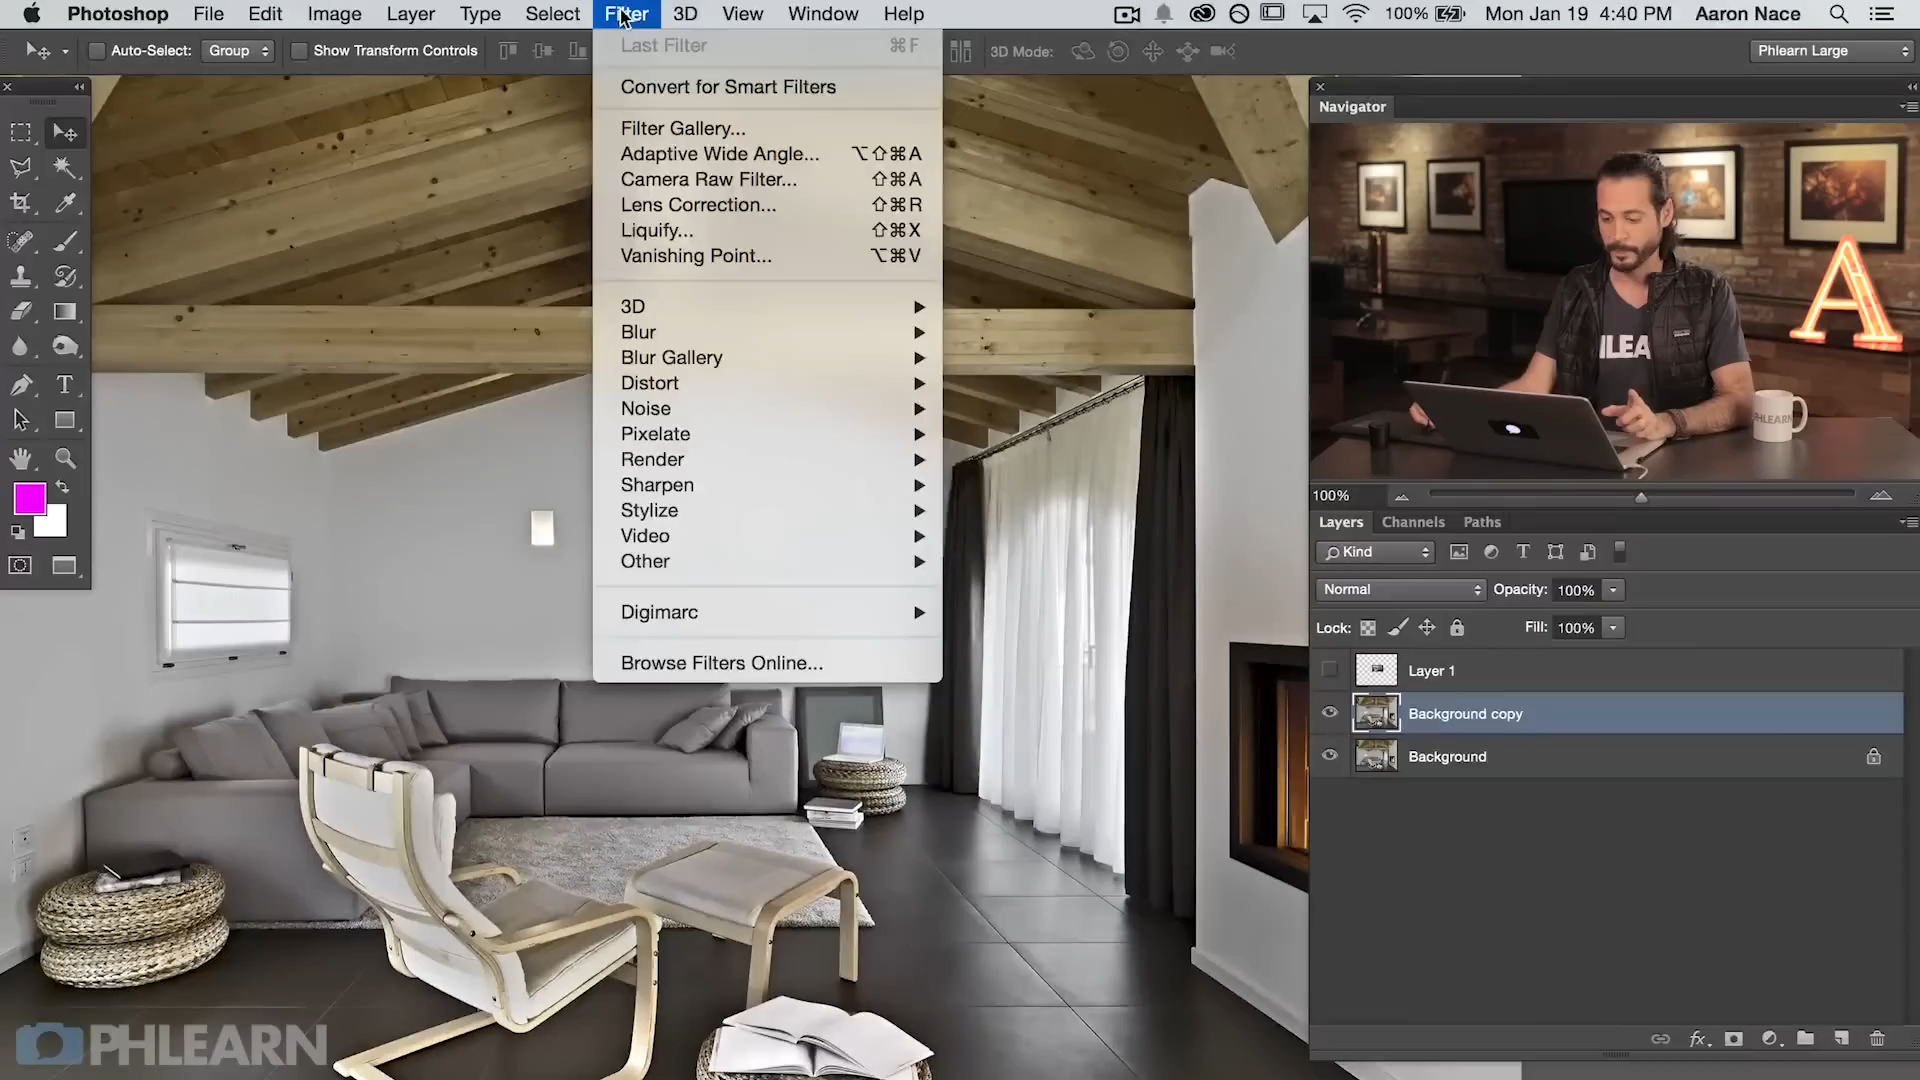 Photoshop File Edit Image Layer Type Select Filter 3D View Window Help 100% Mon Jan 19 4:40 PM Aaron Nace
Auto-Select: Group Show Transform Controls 3D Mode: Phlearn Large
Last Filter ⌘F
Convert for Smart Filters
Filter Gallery...
Adaptive Wide Angle... ⌥⇧⌘A
Camera Raw Filter... ⇧⌘A
Lens Correction... ⇧⌘R
Liquify... ⇧⌘X
Vanishing Point... ⌥⌘V
3D
Blur
Blur Gallery
Distort
Noise
Pixelate
Render
Sharpen
Stylize
Video
Other
Digimarc
Browse Filters Online...
Navigator
A
HLEA
PHLEARN
100%
Layers Channels Paths
Kind
Normal Opacity: 100%
Lock: Fill: 100%
Layer 1
Background copy
Background
fx
PHLEARN